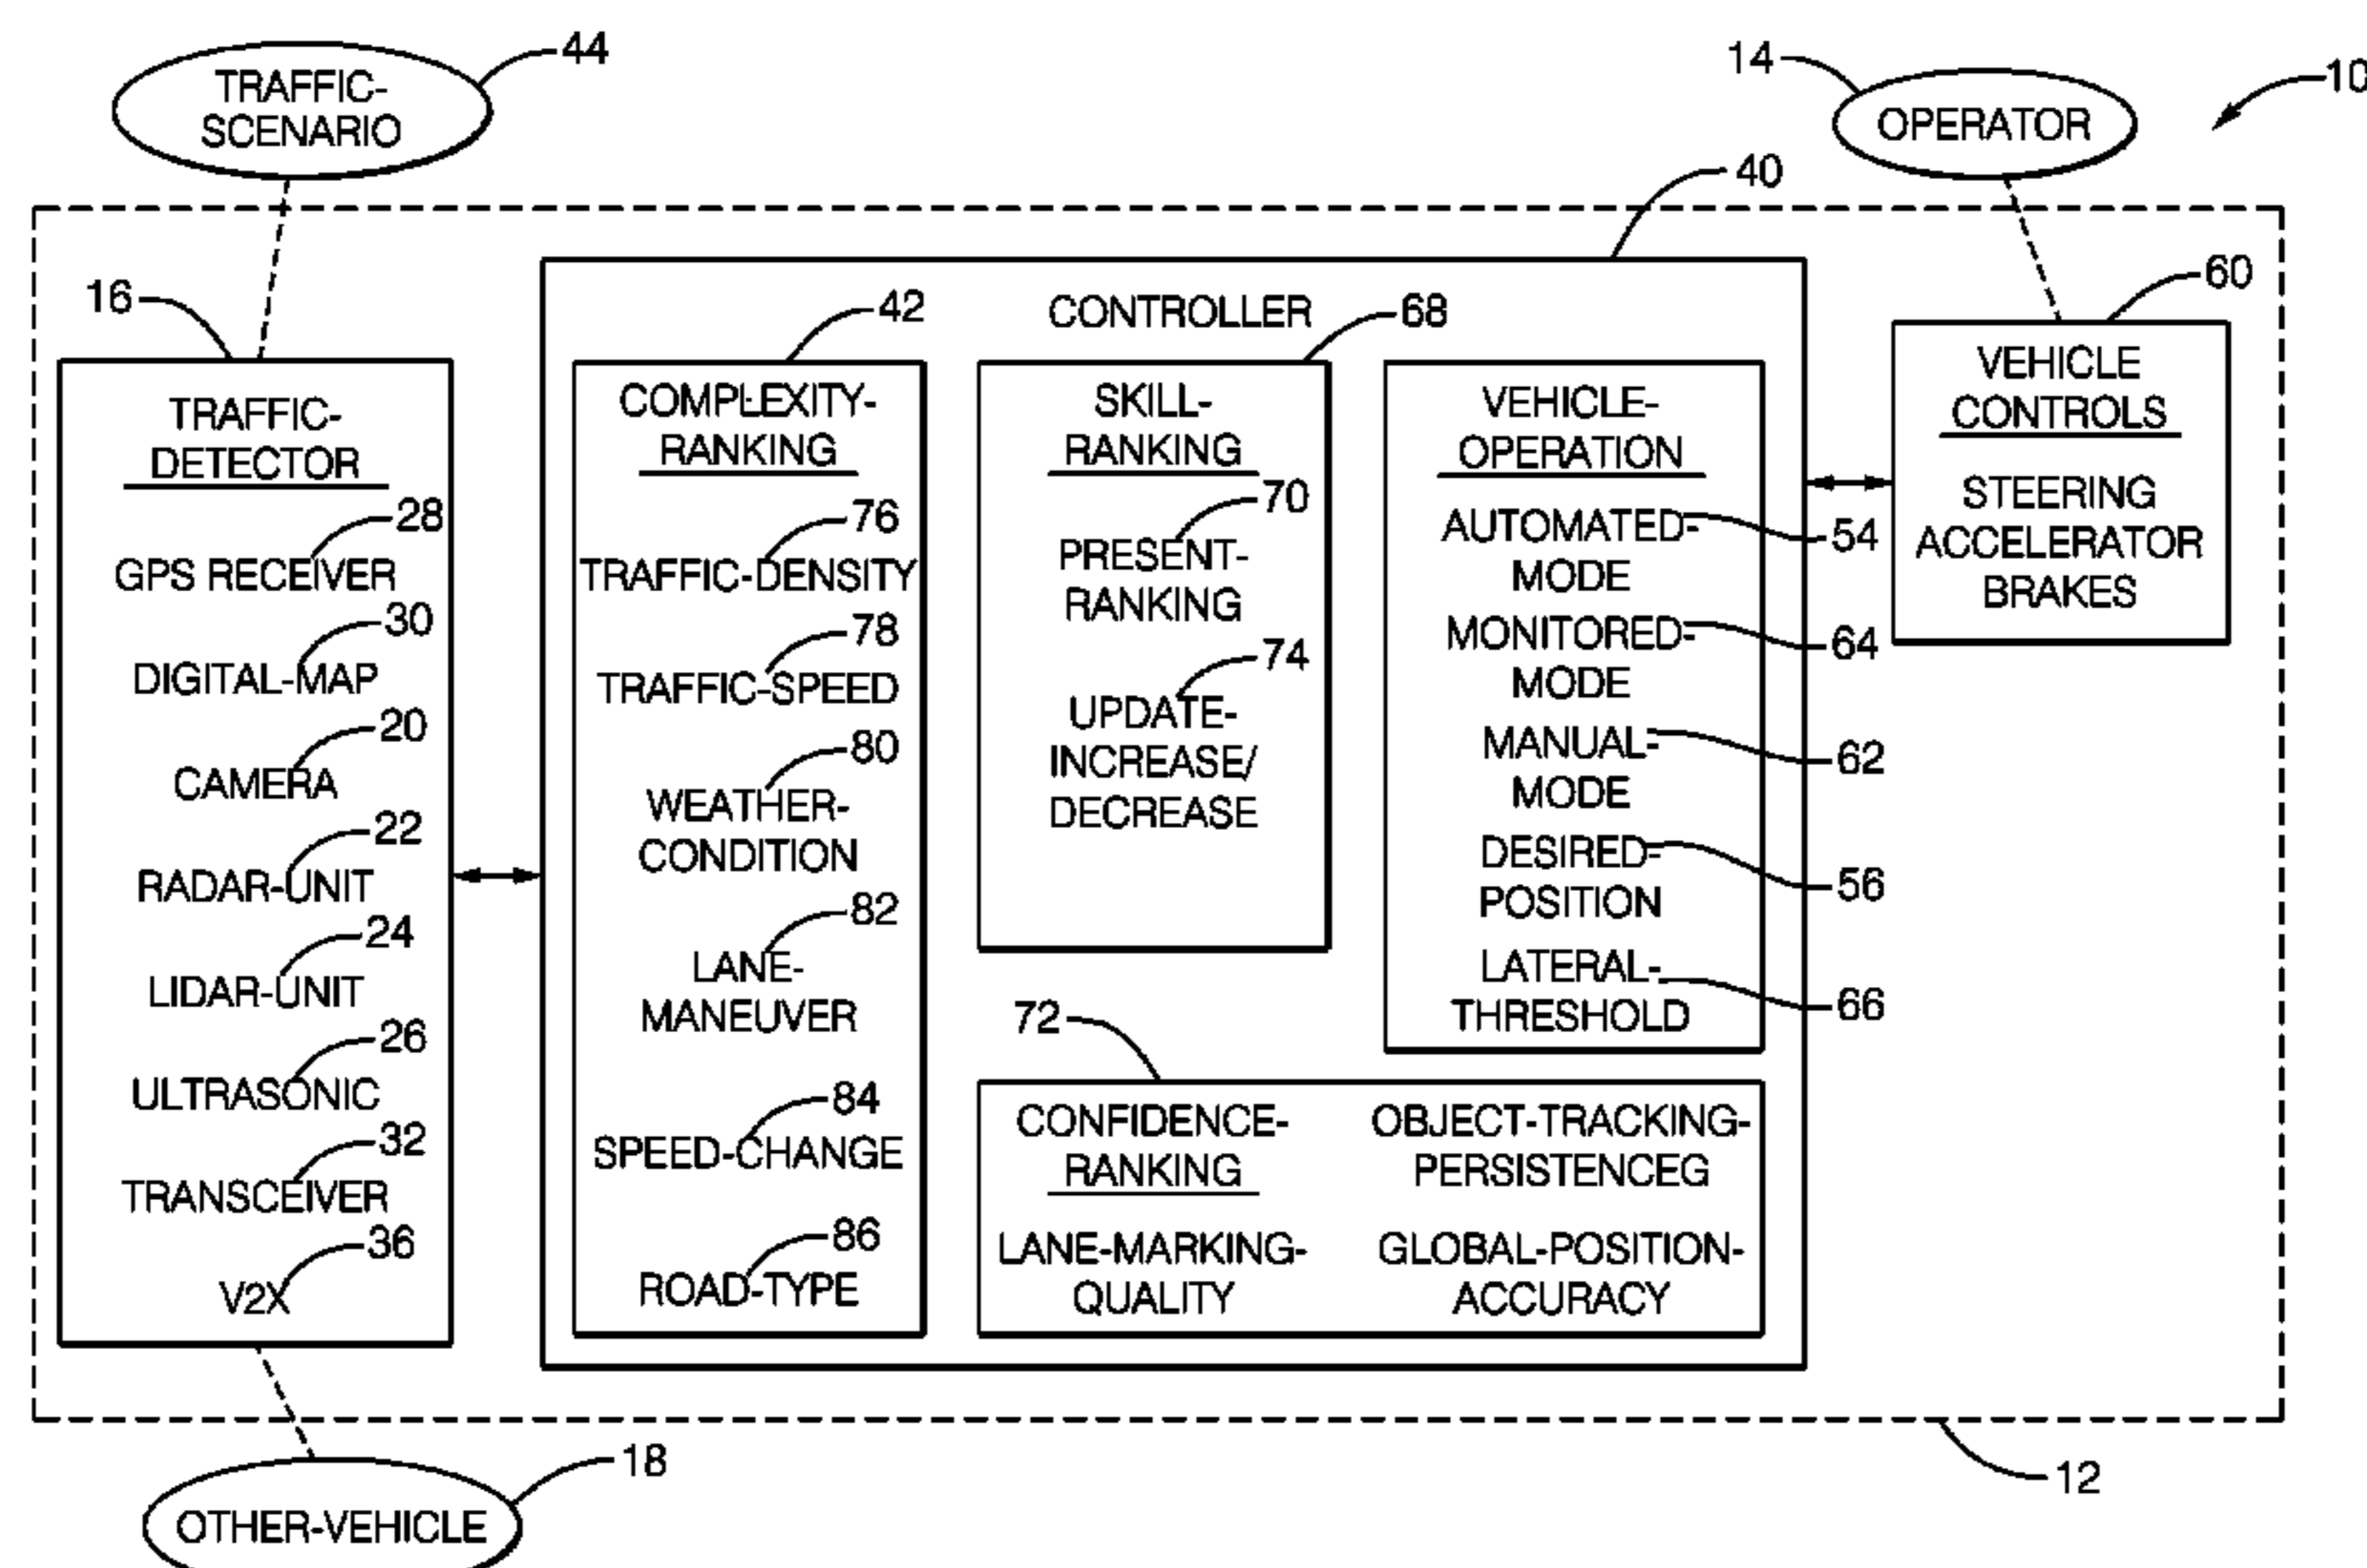 TRAFFIC-
SCENARIO
44
14
OPERATOR
10
40
16
TRAFFIC-
DETECTOR
28
GPS RECEIVER
30
DIGITAL-MAP
20
CAMERA
22
RADAR-UNIT
24
LIDAR-UNIT
26
ULTRASONIC
32
TRANSCEIVER
36
V2X
CONTROLLER
42
COMPLEXITY-
RANKING
76
TRAFFIC-DENSITY
78
TRAFFIC-SPEED
80
WEATHER-
CONDITION
82
LANE-
MANEUVER
84
SPEED-CHANGE
86
ROAD-TYPE
68
SKILL-
RANKING
70
PRESENT-
RANKING
74
UPDATE-
INCREASE/
DECREASE
VEHICLE-
OPERATION
AUTOMATED-
MODE
54
MONITORED-
MODE
64
MANUAL-
MODE
62
DESIRED-
POSITION
56
LATERAL-
THRESHOLD
66
72
CONFIDENCE-
RANKING
LANE-MARKING-
QUALITY
OBJECT-TRACKING-
PERSISTENCEG
GLOBAL-POSITION-
ACCURACY
60
VEHICLE
CONTROLS
STEERING
ACCELERATOR
BRAKES
12
18
OTHER-VEHICLE